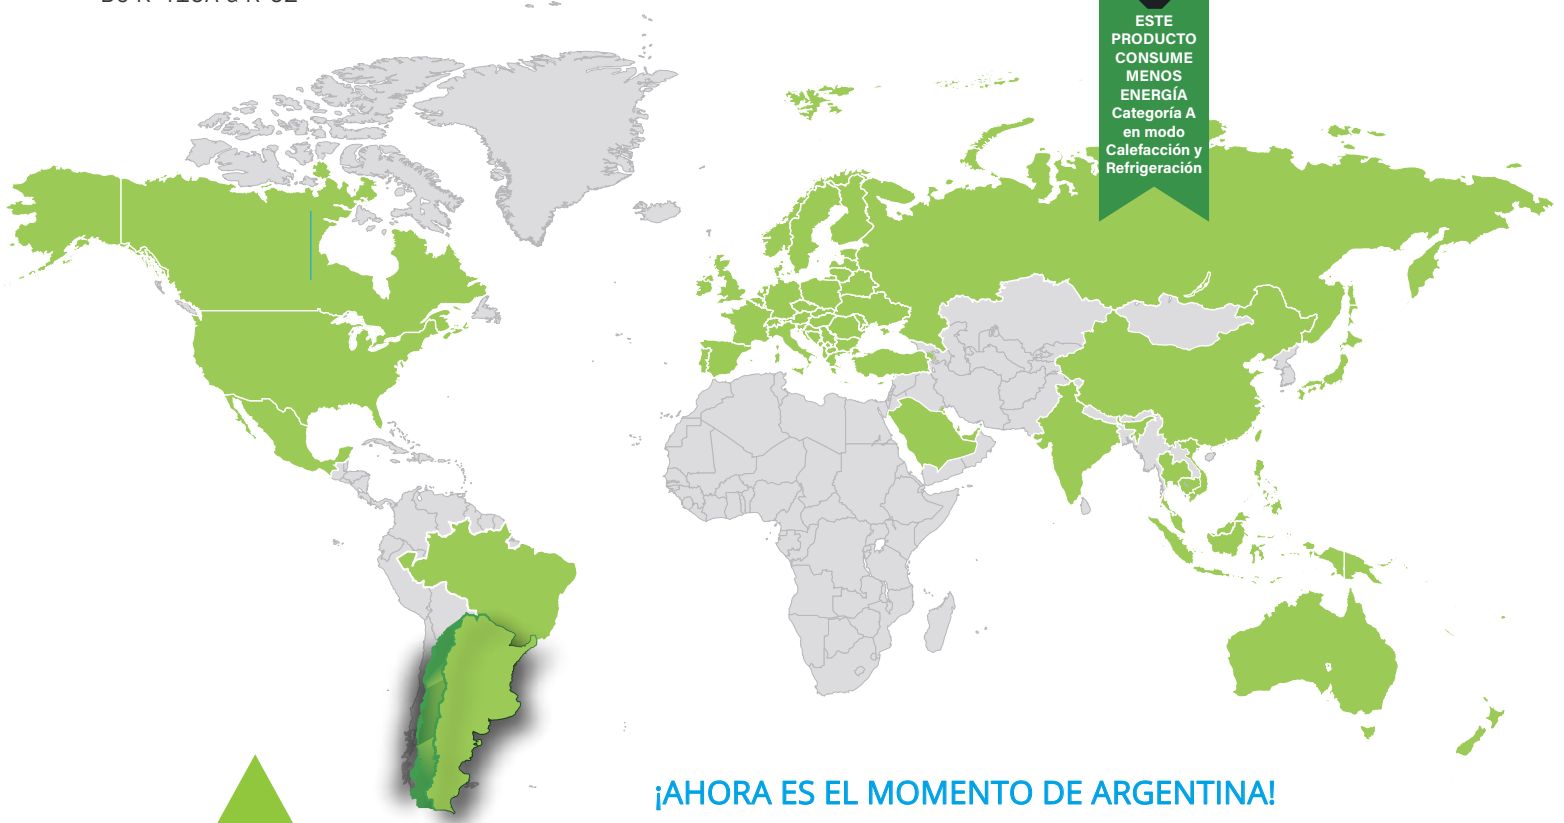 ESTE
PRODUCTO
CONSUME
MENOS
ENERGÍA
Categoría A
en modo
Calefacción y
Refrigeración
¡AHORA ES EL MOMENTO DE ARGENTINA!